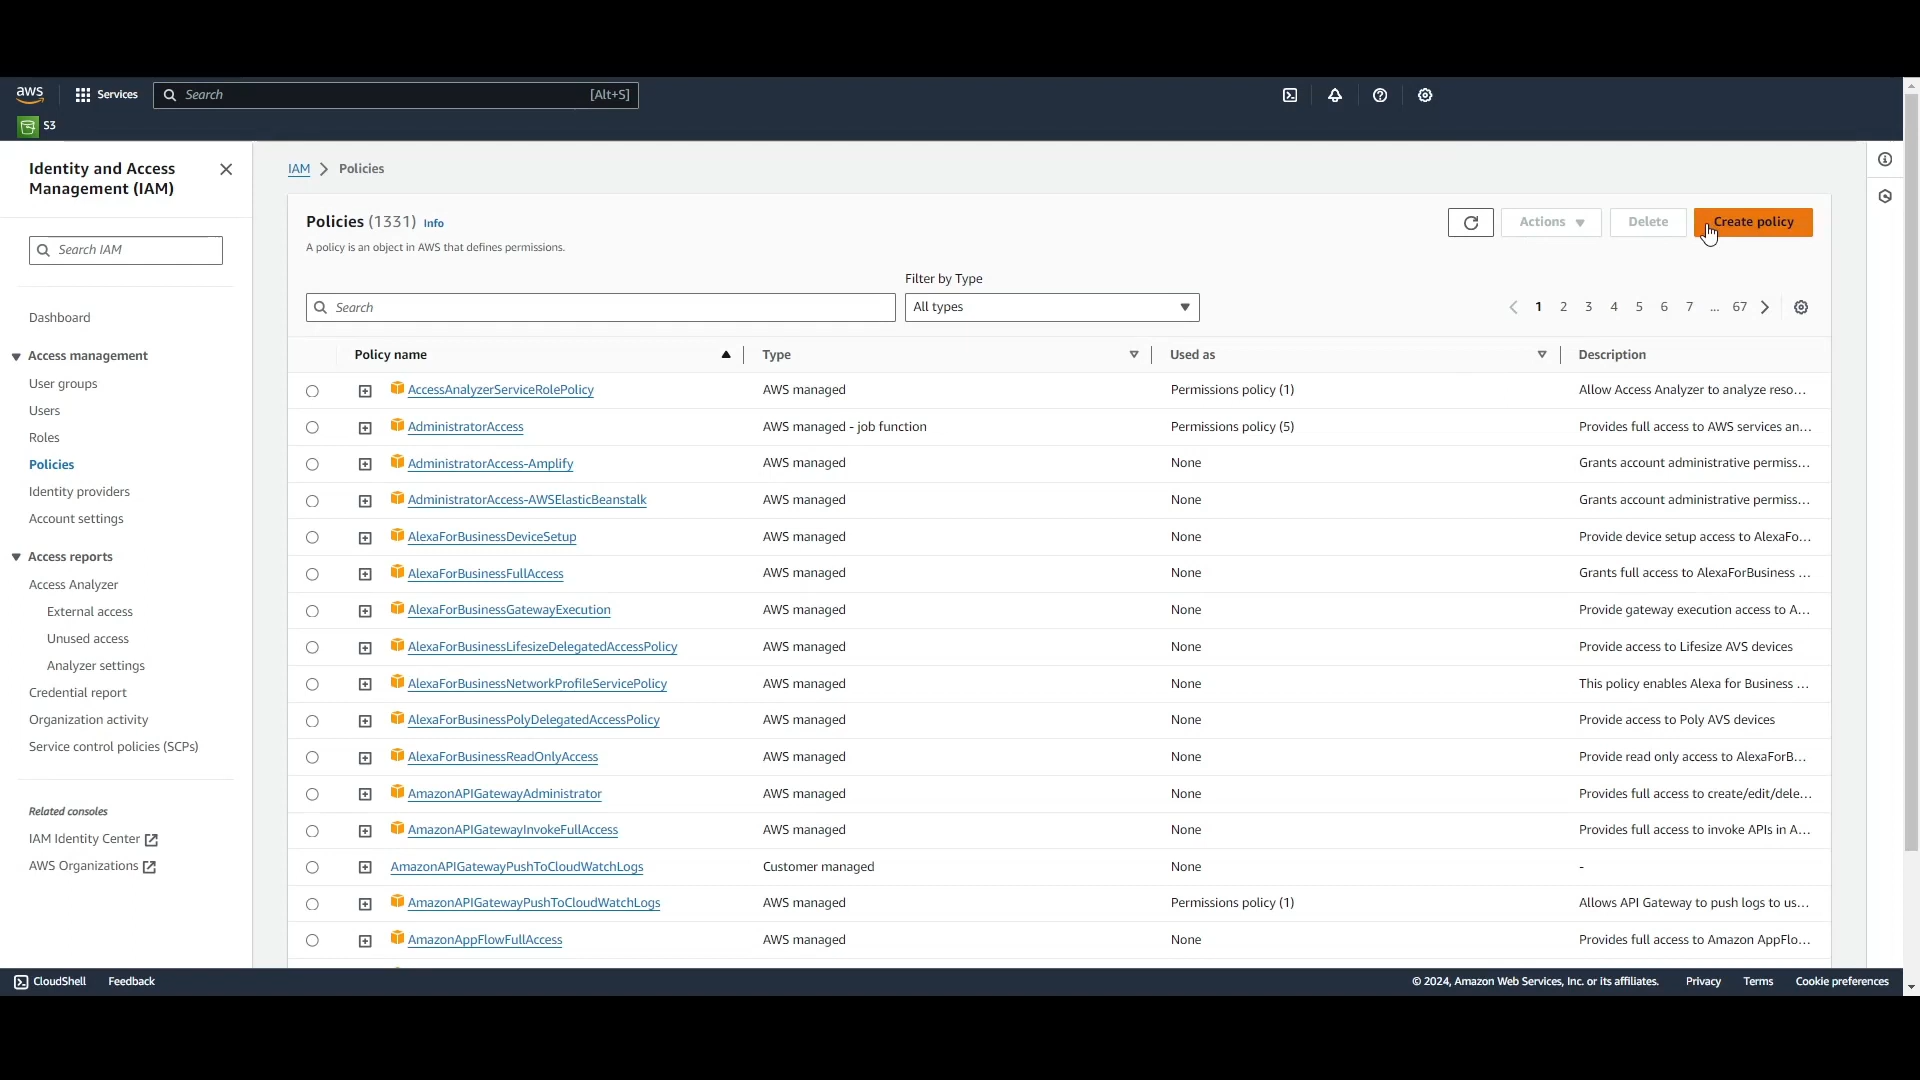 aws Services Search [Alt+S]
S3
Identity and Access
Management (IAM)
Search IAM
Dashboard
Access management
User groups
Users
Roles
Policies
Identity providers
Account settings
Access reports
Access Analyzer
External access
Unused access
Analyzer settings
Credential report
Organization activity
Service control policies (SCPs)
Related consoles
IAM Identity Center
AWS Organizations
IAM > Policies
Policies (1331) Info
A policy is an object in AWS that defines permissions.
Actions Delete Create policy
Filter by Type
Search All types 1 2 3 4 5 6 7 ... 67
Policy name Type Used as Description
AccessAnalyzerServiceRolePolicy AWS managed Permissions policy (1) Allow Access Analyzer to analyze reso...
AdministratorAccess AWS managed - job function Permissions policy (5) Provides full access to AWS services an...
AdministratorAccess-Amplify AWS managed None Grants account administrative permiss...
AdministratorAccess-AWSElasticBeanstalk AWS managed None Grants account administrative permiss...
AlexaForBusinessDeviceSetup AWS managed None Provide device setup access to AlexaFo...
AlexaForBusinessFullAccess AWS managed None Grants full access to AlexaForBusiness ...
AlexaForBusinessGatewayExecution AWS managed None Provide gateway execution access to A...
AlexaForBusinessLifesizeDelegatedAccessPolicy AWS managed None Provide access to Lifesize AVS devices
AlexaForBusinessNetworkProfileServicePolicy AWS managed None This policy enables Alexa for Business ...
AlexaForBusinessPolyDelegatedAccessPolicy AWS managed None Provide access to Poly AVS devices
AlexaForBusinessReadOnlyAccess AWS managed None Provide read only access to AlexaForB...
AmazonAPIGatewayAdministrator AWS managed None Provides full access to create/edit/dele...
AmazonAPIGatewayInvokeFullAccess AWS managed None Provides full access to invoke APIs in A...
AmazonAPIGatewayPushToCloudWatchLogs Customer managed None -
AmazonAPIGatewayPushToCloudWatchLogs AWS managed Permissions policy (1) Allows API Gateway to push logs to us...
AmazonAppFlowFullAccess AWS managed None Provides full access to Amazon AppFlo...
CloudShell Feedback © 2024, Amazon Web Services, Inc. or its affiliates. Privacy Terms Cookie preferences